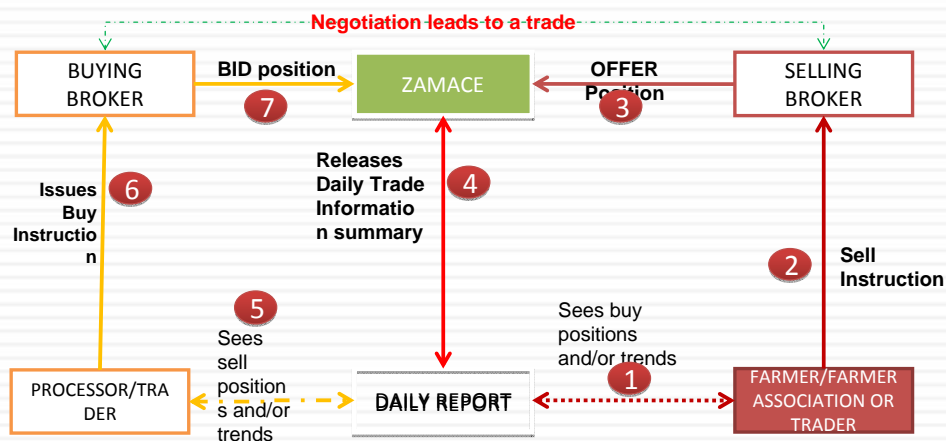 Negotiation leads to a trade
BUYING
BROKER
BID position
7
ZAMACE
OFFER
Position
3
SELLING
BROKER
6
Issues
Buy
Instructio
n
Releases
Daily Trade
Informatio
n summary
4
2
Sell
Instruction
5
Sees
sell
position
s and/or
trends
Sees buy
positions
and/or trends
1
PROCESSOR/TRA
DER
DAILY REPORT
FARMER/FARMER
ASSOCIATION OR
TRADER